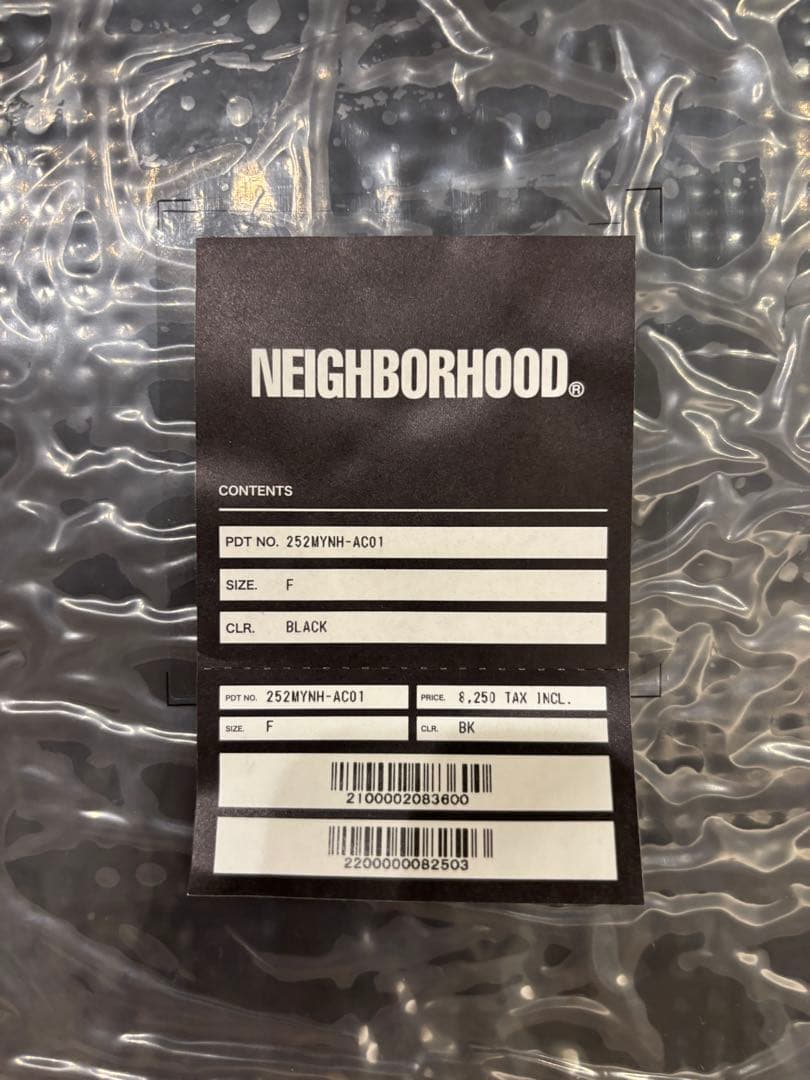 NEIGHBORHOOD®
CONTENTS
PDT NO. 252MYNH-AC01
SIZE. F
CLR. BLACK
PDT NO. 252MYNH-AC01
PRICE. 8,250 TAX INCL.
SIZE. F
CLR. BK
2100002083600
2200000082503